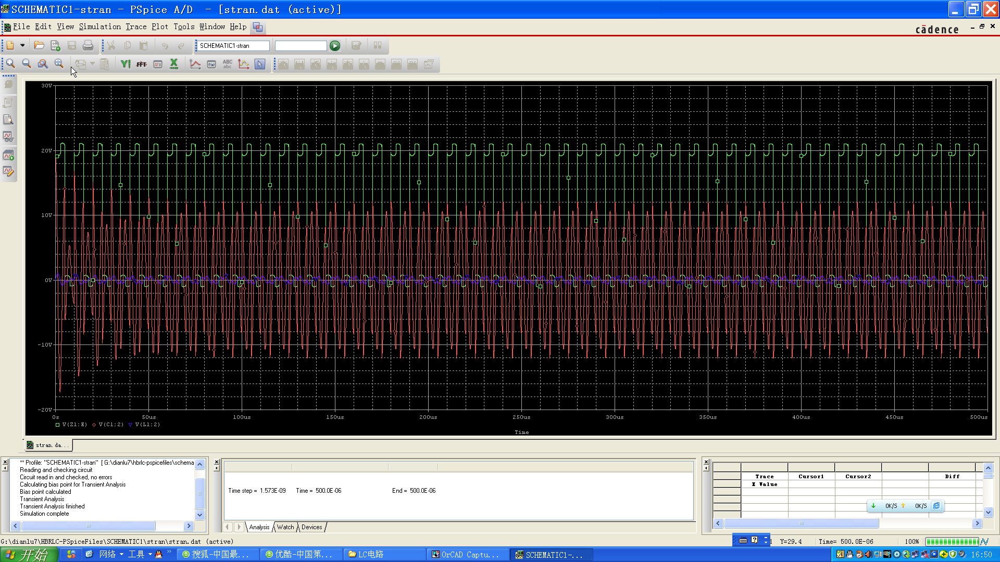 SCHEMATIC1-stran - PSpice A/D - [stran.dat (active)]
File Edit View Simulation Trace Plot Tools Window Help
cādence
SCHEMATIC1-stran
FFT
ABC
abc
30V
20V
10V
0V
-10V
-20V
0s 50us 100us 150us 200us 250us 300us 350us 400us 450us 500us
V(Z1:E) V(C1:2) V(L1:2)
Time
stran.da...
** Profile: "SCHEMATIC1-stran" [ G:\dianlu7\hbrlc-pspicefiles\schema
Reading and checking circuit
Circuit read in and checked, no errors
Calculating bias point for Transient Analysis
Bias point calculated
Transient Analysis
Transient Analysis finished
Simulation complete
Time step = 1.573E-09 Time = 500.0E-06 End = 500.0E-06
Analysis Watch Devices
Trace Cursor1 Cursor2 Diff
X Value
0K/S 0K/S
G:\dianlu7\HBRLC-PSpiceFiles\SCHEMATIC1\stran\stran.dat (active)
Y=29.4 Time= 500.0E-06 100%
开始 网络 工具 搜狐-中国最... 优酷-中国第... LC电路 OrCAD Captu... SCHEMATIC1-... 16:50